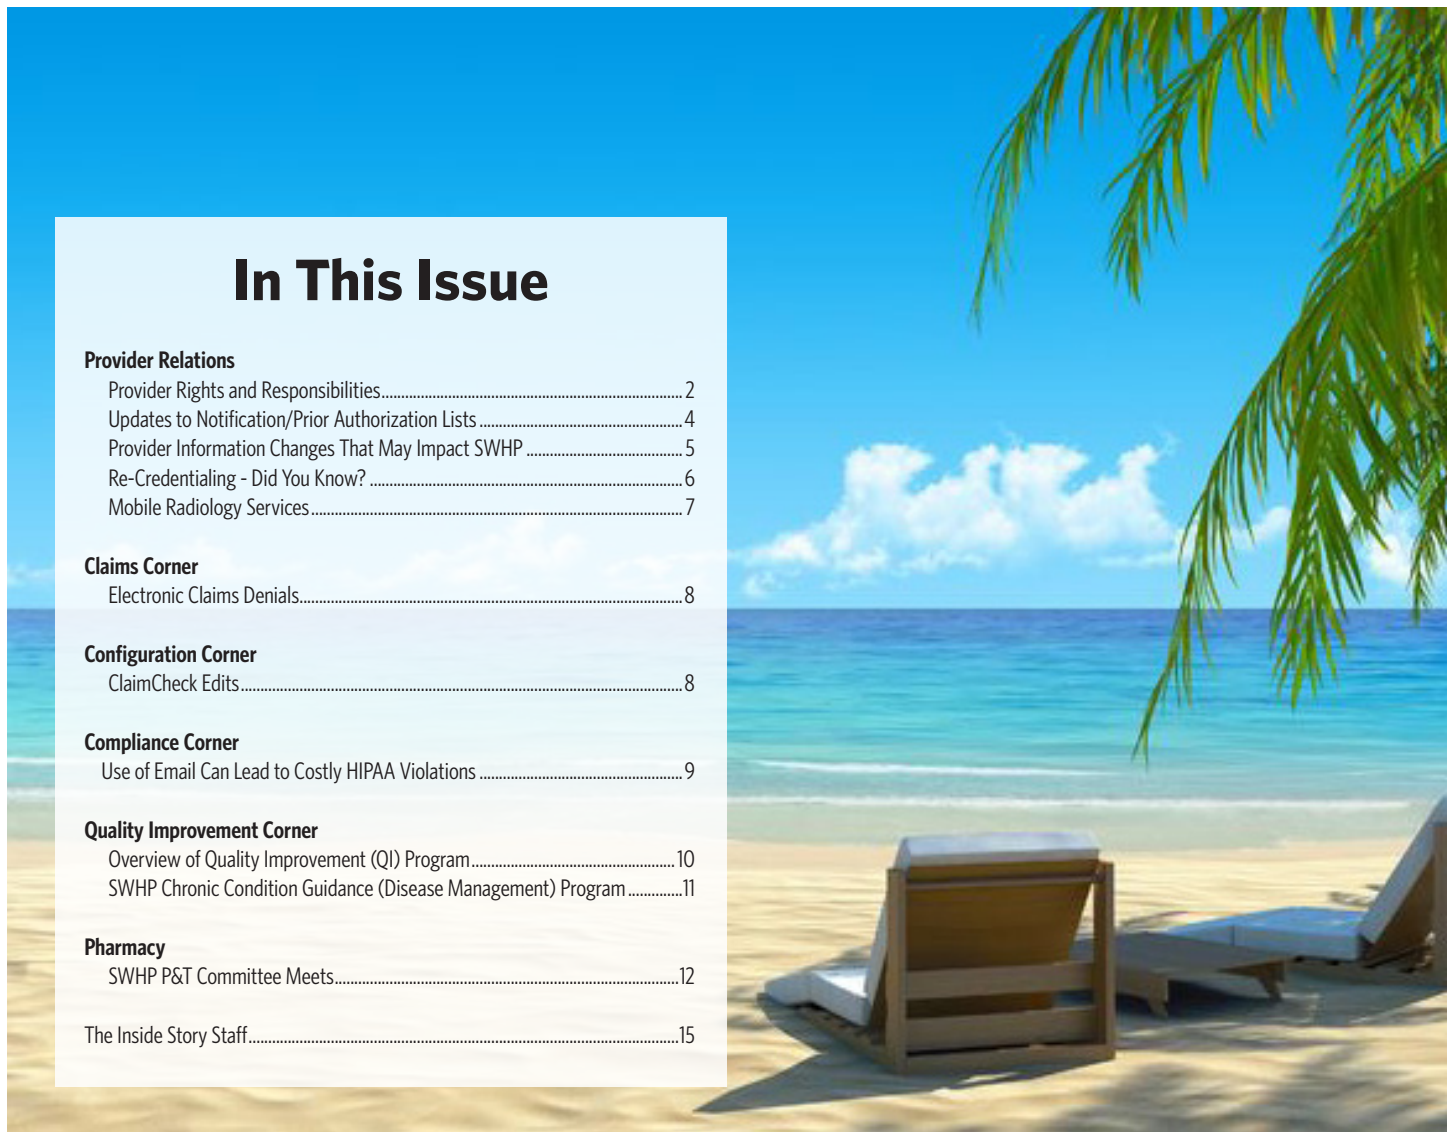 In This Issue
Provider Relations
Provider Rights and Responsibilities............................................................................. 2
Updates to Notification/Prior Authorization Lists .................................................... 4
Provider Information Changes That May Impact SWHP ........................................ 5
Re-Credentialing - Did You Know? ................................................................................ 6
Mobile Radiology Services............................................................................................... 7
Claims Corner
Electronic Claims Denials.................................................................................................. 8
Configuration Corner
ClaimCheck Edits................................................................................................................. 8
Compliance Corner
Use of Email Can Lead to Costly HIPAA Violations .................................................... 9
Quality Improvement Corner
Overview of Quality Improvement (QI) Program.................................................... 10
SWHP Chronic Condition Guidance (Disease Management) Program ..............11
Pharmacy
SWHP P&T Committee Meets........................................................................................12
The Inside Story Staff..............................................................................................................15